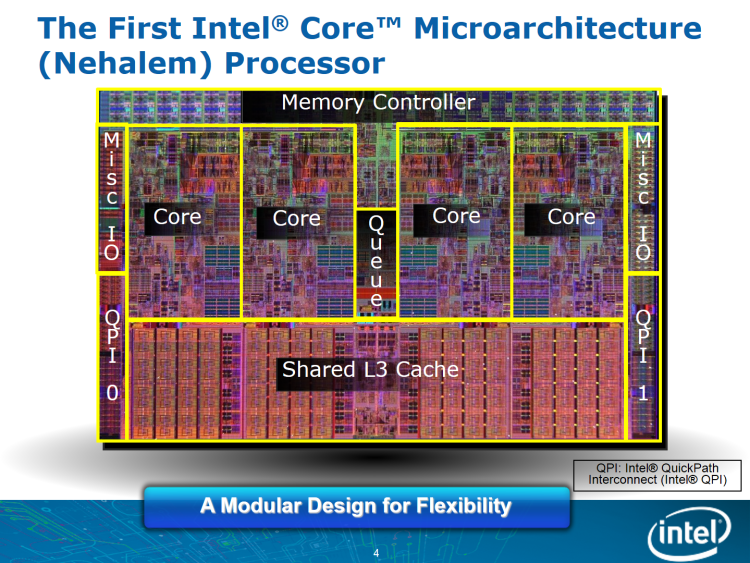 The First Intel® Core™ Microarchitecture
(Nehalem) Processor
Memory Controller
Misc IO
Core
Core
Queue
Core
Core
Misc IO
QPI 0
Shared L3 Cache
QPI 1
QPI: Intel® QuickPath
Interconnect (Intel® QPI)
A Modular Design for Flexibility
4
intel®